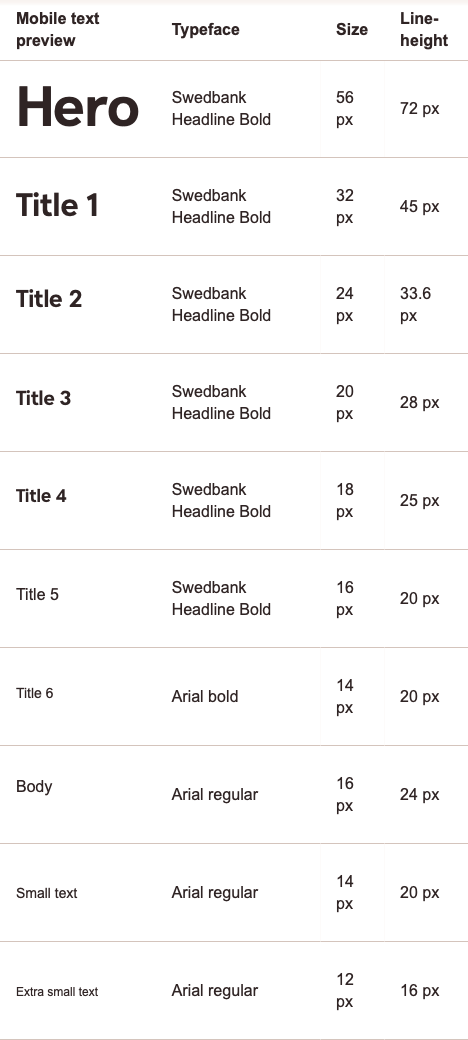 Mobile text preview | Typeface | Size | Line-height
Hero | Swedbank Headline Bold | 56 px | 72 px
Title 1 | Swedbank Headline Bold | 32 px | 45 px
Title 2 | Swedbank Headline Bold | 24 px | 33.6 px
Title 3 | Swedbank Headline Bold | 20 px | 28 px
Title 4 | Swedbank Headline Bold | 18 px | 25 px
Title 5 | Swedbank Headline Bold | 16 px | 20 px
Title 6 | Arial bold | 14 px | 20 px
Body | Arial regular | 16 px | 24 px
Small text | Arial regular | 14 px | 20 px
Extra small text | Arial regular | 12 px | 16 px